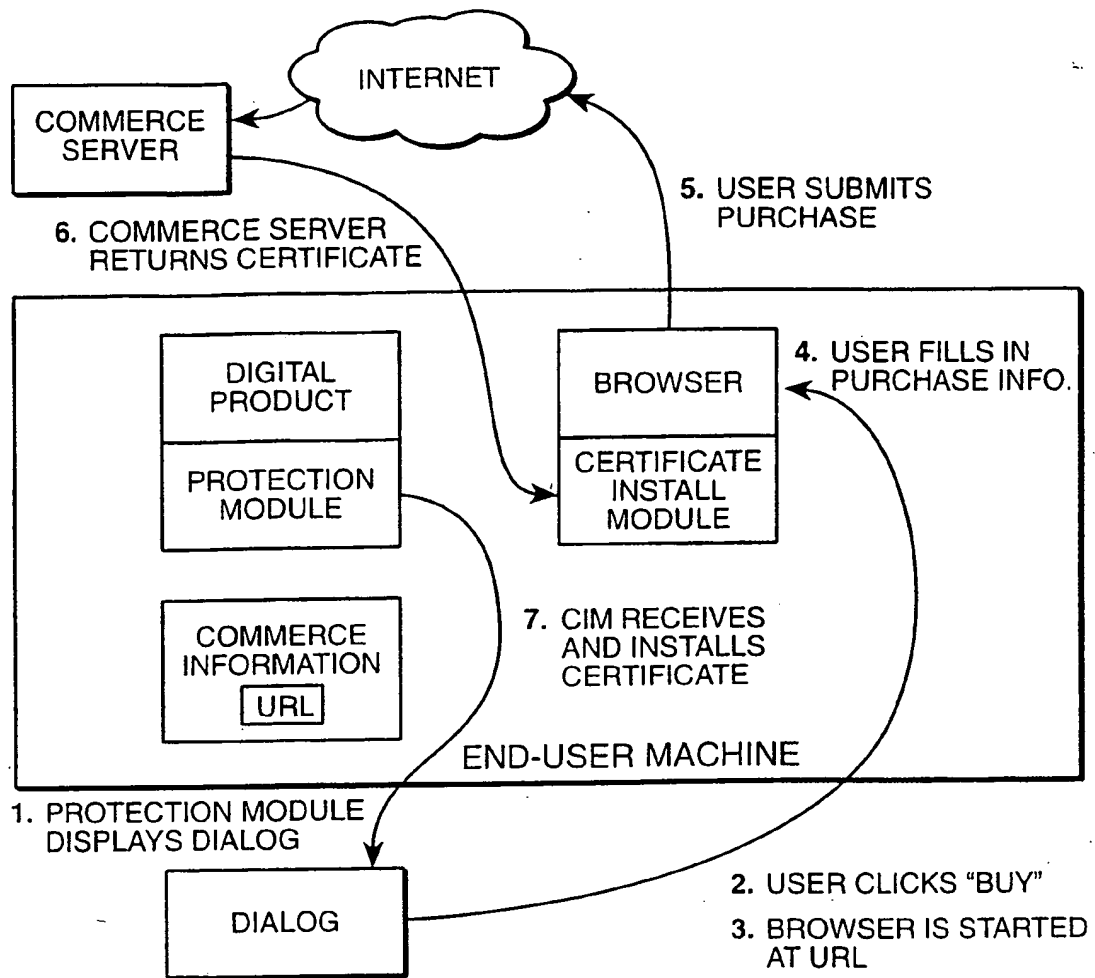 INTERNET
COMMERCE
SERVER
5. USER SUBMITS
PURCHASE
6. COMMERCE SERVER
RETURNS CERTIFICATE
DIGITAL
PRODUCT
PROTECTION
MODULE
BROWSER
CERTIFICATE
INSTALL
MODULE
4. USER FILLS IN
PURCHASE INFO.
COMMERCE
INFORMATION
URL
7. CIM RECEIVES
AND INSTALLS
CERTIFICATE
END-USER MACHINE
1. PROTECTION MODULE
DISPLAYS DIALOG
DIALOG
2. USER CLICKS “BUY”
3. BROWSER IS STARTED
AT URL